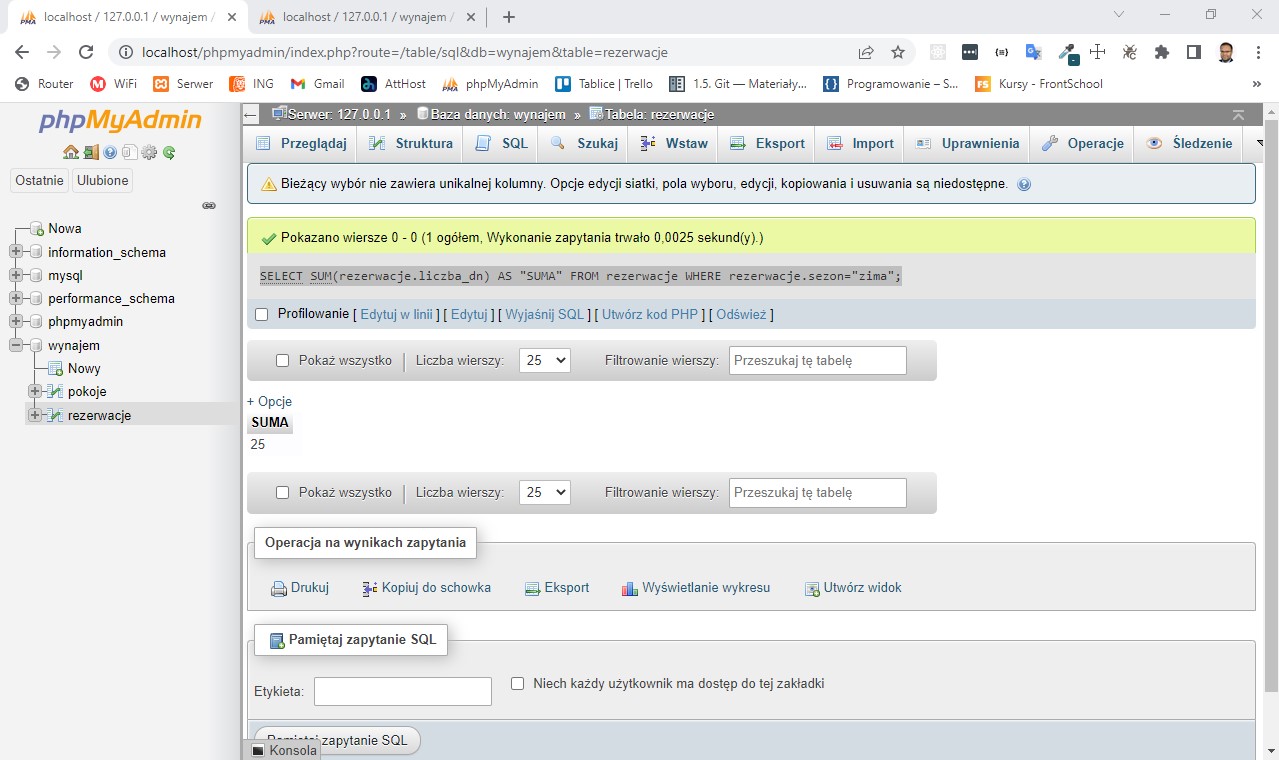 localhost / 127.0.0.1 / wynajem /
localhost / 127.0.0.1 / wynajem /
localhost/phpmyadmin/index.php?route=/table/sql&db=wynajem&table=rezerwacje
Router WiFi Serwer ING Gmail AttHost phpMyAdmin Tablice | Trello 1.5. Git — Materiały... Programowanie – S... Kursy - FrontSchool »
phpMyAdmin
Ostatnie Ubulione
Nowa
information_schema
mysql
performance_schema
phpmyadmin
wynajem
Nowy
pokoje
rezerwacje
Serwer: 127.0.0.1 » Baza danych: wynajem » Tabela: rezerwacje
Przeglądaj Struktura SQL Szukaj Wstaw Eksport Import Uprawnienia Operacje Śledzenie
Bieżący wybór nie zawiera unikalnej kolumny. Opcje edycji siatki, pola wyboru, edycji, kopiowania i usuwania są niedostępne.
Pokazano wiersze 0 - 0 (1 ogółem, Wykonanie zapytania trwało 0,0025 sekund(y).)
SELECT SUM(rezerwacje.liczba_dn) AS "SUMA" FROM rezerwacje WHERE rezerwacje.sezon="zima";
Profilowanie [ Edytuj w linii ] [ Edytuj ] [ Wyjaśnij SQL ] [ Utwórz kod PHP ] [ Odśwież ]
Pokaż wszystko Liczba wierszy: 25 Filtrowanie wierszy: Przeszukaj tę tabelę
+ Opcje
SUMA
25
Pokaż wszystko Liczba wierszy: 25 Filtrowanie wierszy: Przeszukaj tę tabelę
Operacja na wynikach zapytania
Drukuj Kopiuj do schowka Eksport Wyświetlanie wykresu Utwórz widok
Pamiętaj zapytanie SQL
Etykieta: Niech każdy użytkownik ma dostęp do tej zakładki
Pamiętaj zapytanie SQL
Konsola